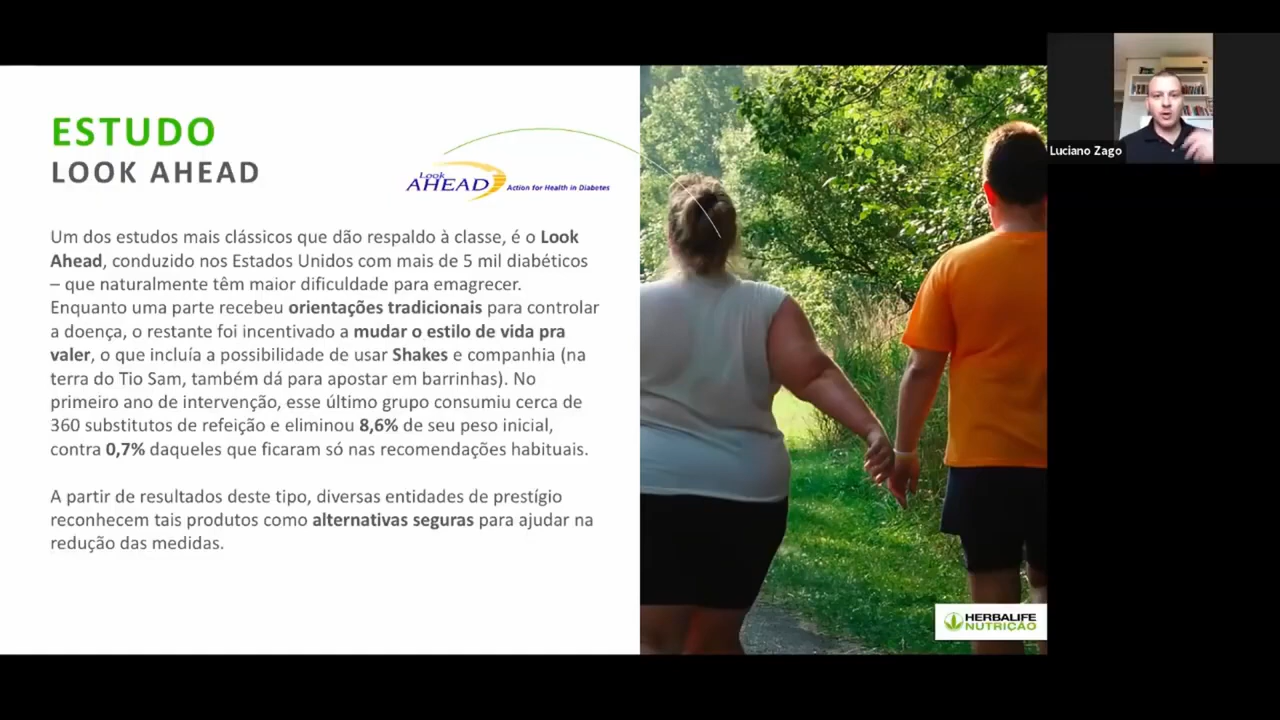 ESTUDO
LOOK AHEAD
Look
AHEAD Action for Health in Diabetes
Um dos estudos mais clássicos que dão respaldo à classe, é o Look
Ahead, conduzido nos Estados Unidos com mais de 5 mil diabéticos
– que naturalmente têm maior dificuldade para emagrecer.
Enquanto uma parte recebeu orientações tradicionais para controlar
a doença, o restante foi incentivado a mudar o estilo de vida pra
valer, o que incluía a possibilidade de usar Shakes e companhia (na
terra do Tio Sam, também dá para apostar em barrinhas). No
primeiro ano de intervenção, esse último grupo consumiu cerca de
360 substitutos de refeição e eliminou 8,6% de seu peso inicial,
contra 0,7% daqueles que ficaram só nas recomendações habituais.
A partir de resultados deste tipo, diversas entidades de prestígio
reconhecem tais produtos como alternativas seguras para ajudar na
redução das medidas.
HERBALIFE
NUTRIÇÃO
Luciano Zago